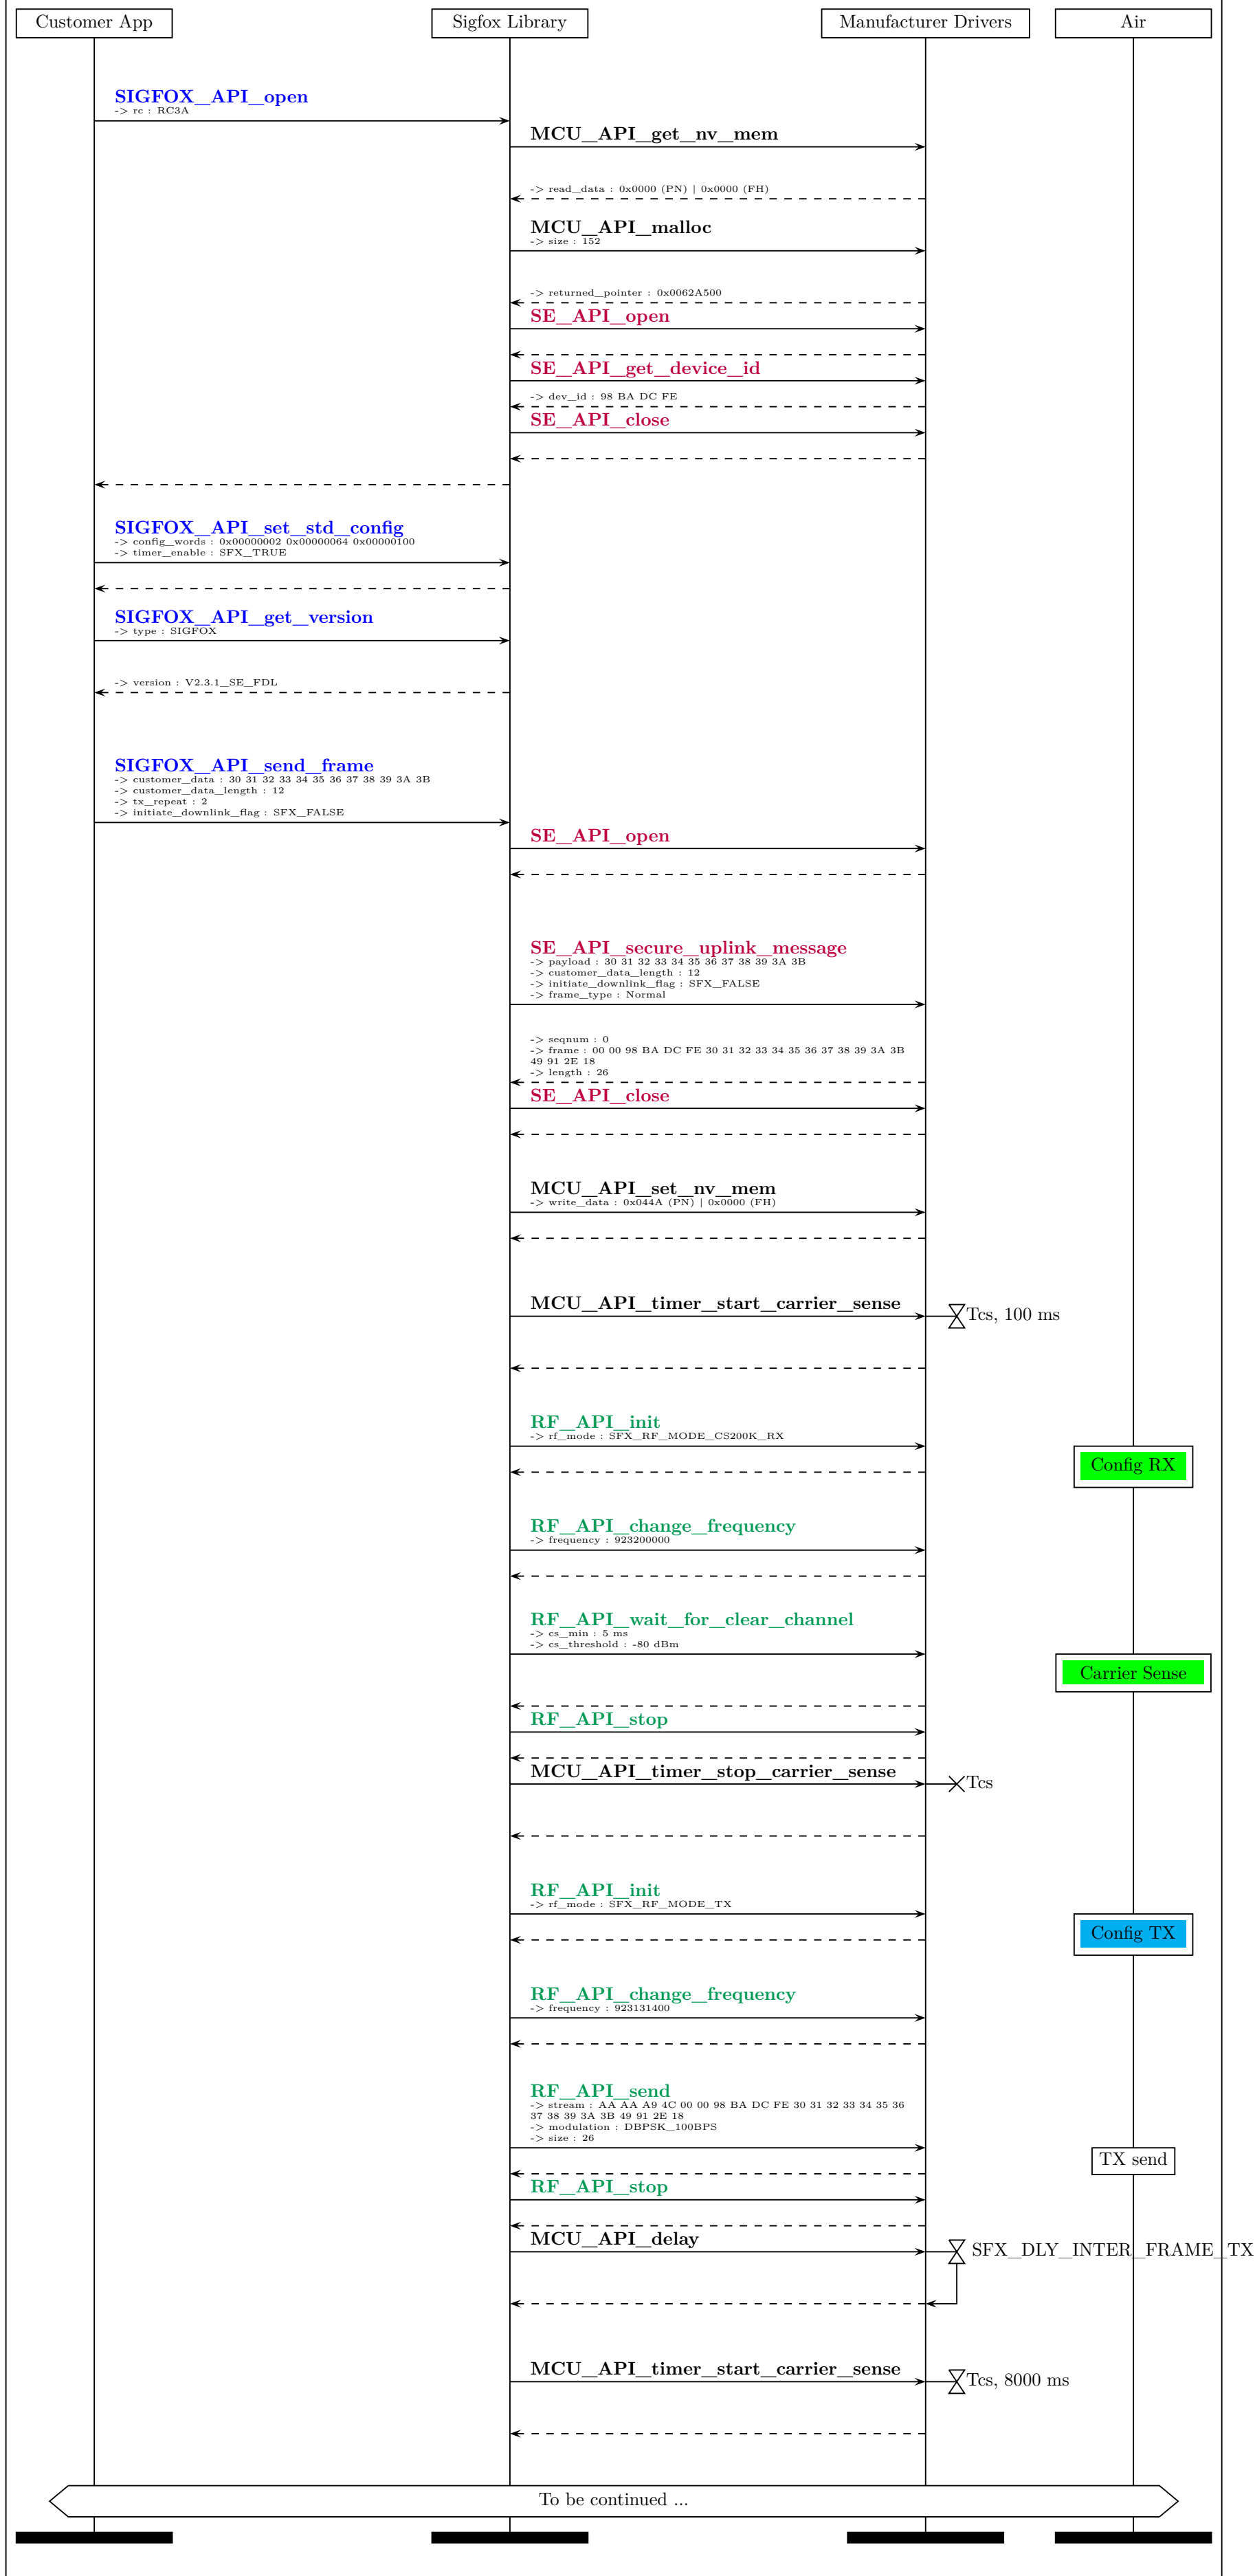 Customer App
Sigfox Library
Manufacturer Drivers
Air
SIGFOX_API_open
-> rc : RC3A
MCU_API_get_nv_mem
-> read_data : 0x0000 (PN) | 0x0000 (FH)
MCU_API_malloc
-> size : 152
-> returned_pointer : 0x0062A500
SE_API_open
SE_API_get_device_id
-> dev_id : 98 BA DC FE
SE_API_close
SIGFOX_API_set_std_config
-> config_words : 0x00000002 0x00000064 0x00000100
-> timer_enable : SFX_TRUE
SIGFOX_API_get_version
-> type : SIGFOX
-> version : V2.3.1_SE_FDL
SIGFOX_API_send_frame
-> customer_data : 30 31 32 33 34 35 36 37 38 39 3A 3B
-> customer_data_length : 12
-> tx_repeat : 2
-> initiate_downlink_flag : SFX_FALSE
SE_API_open
SE_API_secure_uplink_message
-> payload : 30 31 32 33 34 35 36 37 38 39 3A 3B
-> customer_data_length : 12
-> initiate_downlink_flag : SFX_FALSE
-> frame_type : Normal
-> seqnum : 0
-> frame : 00 00 98 BA DC FE 30 31 32 33 34 35 36 37 38 39 3A 3B
49 91 2E 18
-> length : 26
SE_API_close
MCU_API_set_nv_mem
-> write_data : 0x044A (PN) | 0x0000 (FH)
MCU_API_timer_start_carrier_sense
Tcs, 100 ms
RF_API_init
-> rf_mode : SFX_RF_MODE_CS200K_RX
Config RX
RF_API_change_frequency
-> frequency : 923200000
RF_API_wait_for_clear_channel
-> cs_min : 5 ms
-> cs_threshold : -80 dBm
Carrier Sense
RF_API_stop
MCU_API_timer_stop_carrier_sense
Tcs
RF_API_init
-> rf_mode : SFX_RF_MODE_TX
Config TX
RF_API_change_frequency
-> frequency : 923131400
RF_API_send
-> stream : AA AA A9 4C 00 00 98 BA DC FE 30 31 32 33 34 35 36
37 38 39 3A 3B 49 91 2E 18
-> modulation : DBPSK_100BPS
-> size : 26
TX send
RF_API_stop
MCU_API_delay
SFX_DLY_INTER_FRAME_TX
MCU_API_timer_start_carrier_sense
Tcs, 8000 ms
To be continued ...